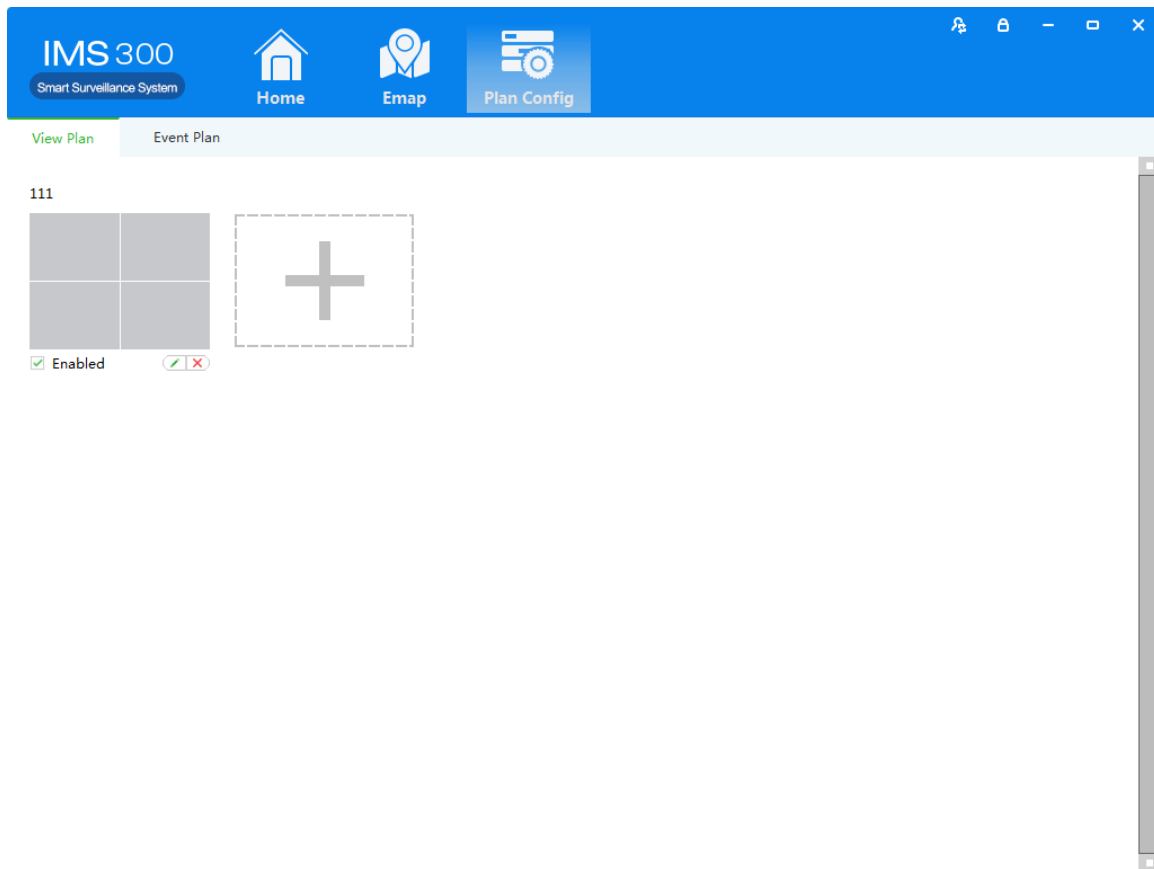 IMS 300
Smart Surveillance System
Home
Emap
Plan Config
View Plan
Event Plan
111
Enabled